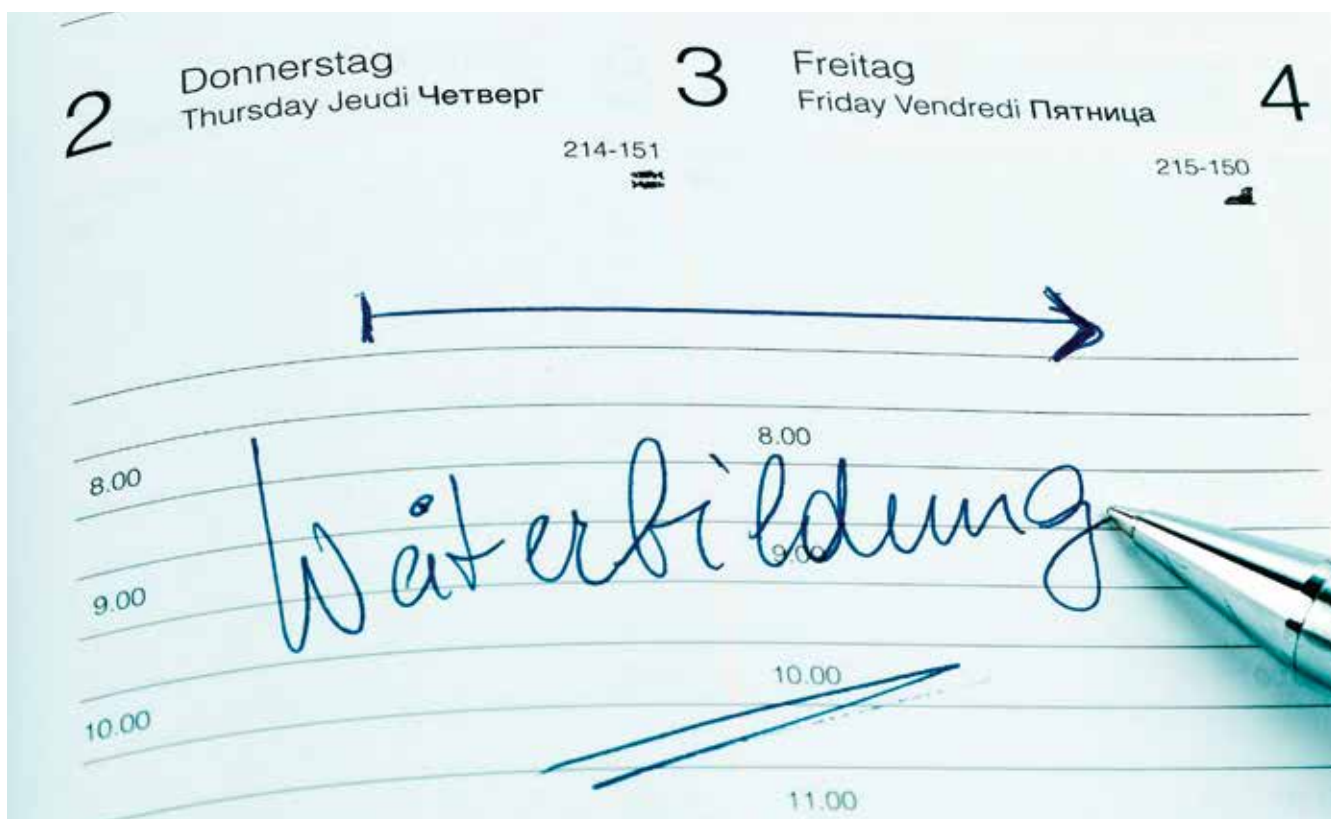 2 Donnerstag 3 Freitag 4
Thursday Jeudi Четверг Friday Vendredi Пятница
214-151 215-150
8.00 8.00
Weiterbildung
9.00 9.00
10.00 10.00
11.00